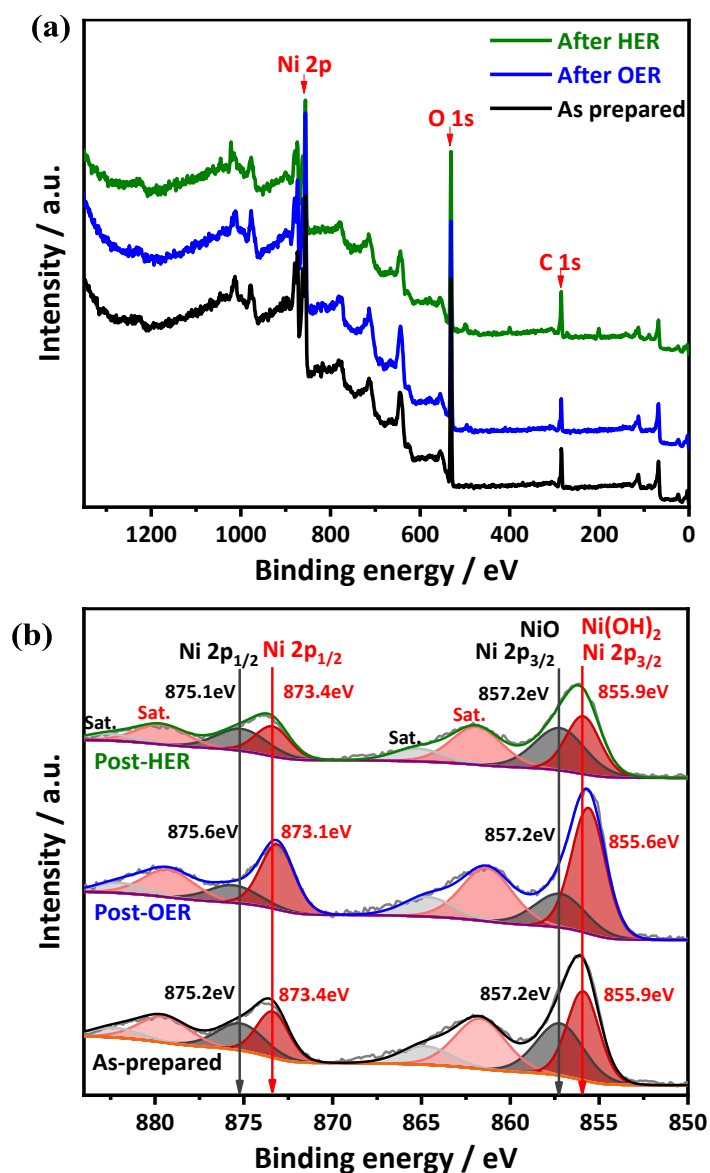 (a)
After HER
After OER
As prepared
Ni 2p
O 1s
C 1s
Intensity / a.u.
1200 1000 800 600 400 200 0
Binding energy / eV
(b)
NiO Ni(OH)₂
Ni 2p₁/₂ Ni 2p₁/₂ Ni 2p₃/₂ Ni 2p₃/₂
875.1eV 873.4eV 857.2eV 855.9eV
Sat. Sat. Sat. Sat.
Post-HER
875.6eV 873.1eV 857.2eV 855.6eV
Post-OER
875.2eV 873.4eV 857.2eV 855.9eV
As-prepared
Intensity / a.u.
880 875 870 865 860 855 850
Binding energy / eV